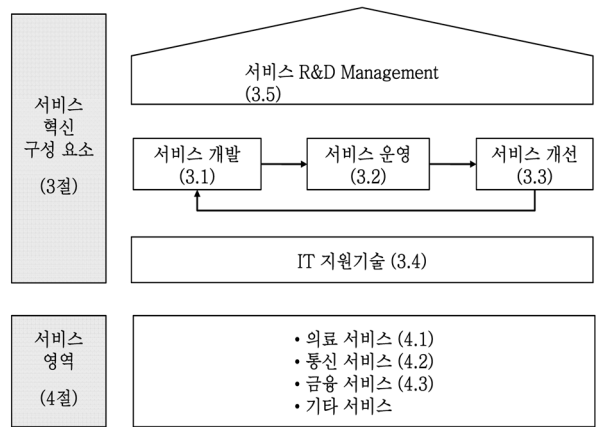 서비스
혁신
구성 요소
(3절)
서비스 R&D Management
(3.5)
서비스 개발
(3.1)
서비스 운영
(3.2)
서비스 개선
(3.3)
IT 지원기술 (3.4)
서비스
영역
(4절)
• 의료 서비스 (4.1)
• 통신 서비스 (4.2)
• 금융 서비스 (4.3)
• 기타 서비스